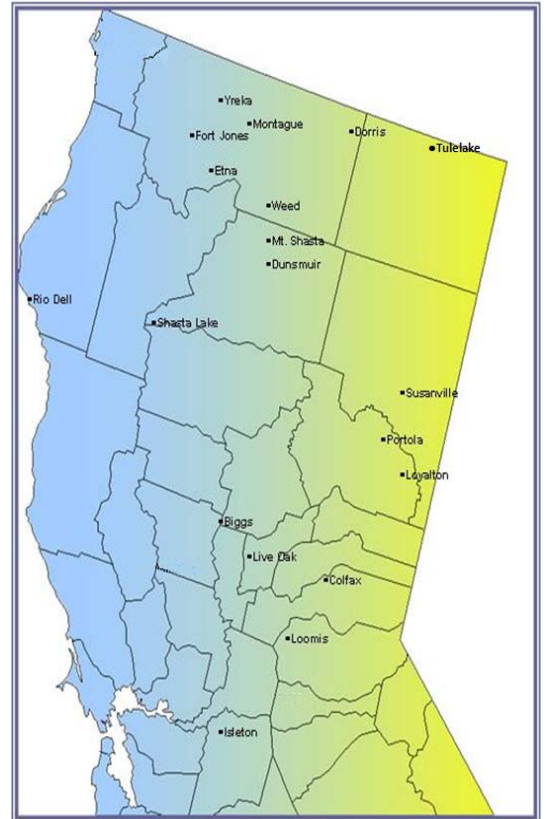 Yreka
Montague
Dorris
Fort Jones
Tulelake
Etna
Weed
Mt. Shasta
Dunsmuir
Rio Dell
Shasta Lake
Susanville
Portola
Loyalton
Biggs
Live Oak
Colfax
Loomis
Isleton